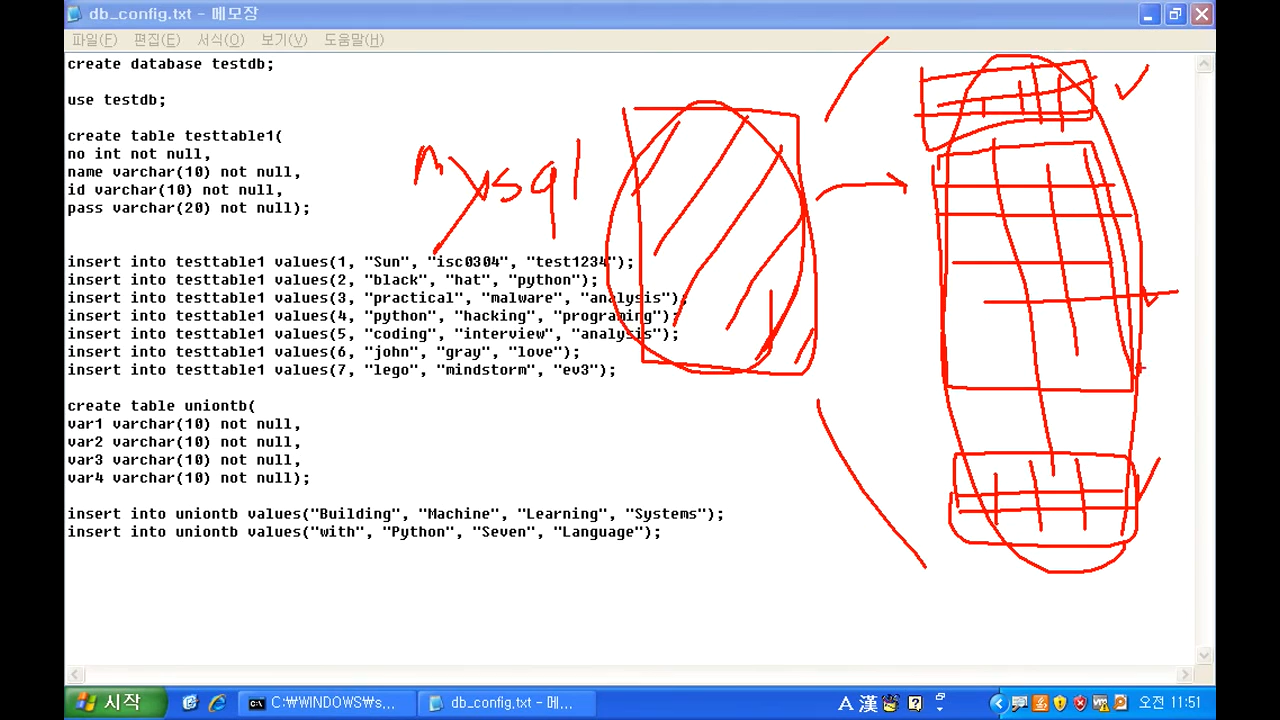 db_config.txt - 메모장
파일(F) 편집(E) 서식(O) 보기(V) 도움말(H)
create database testdb;
use testdb;
create table testtable1(
no int not null,
name varchar(10) not null,
id varchar(10) not null,
pass varchar(20) not null);
mysql
insert into testtable1 values(1, "Sun", "isc0304", "test1234");
insert into testtable1 values(2, "black", "hat", "python");
insert into testtable1 values(3, "practical", "malware", "analysis");
insert into testtable1 values(4, "python", "hacking", "programing");
insert into testtable1 values(5, "coding", "interview", "analysis");
insert into testtable1 values(6, "john", "gray", "love");
insert into testtable1 values(7, "lego", "mindstorm", "ev3");
create table uniontb(
var1 varchar(10) not null,
var2 varchar(10) not null,
var3 varchar(10) not null,
var4 varchar(10) not null);
insert into uniontb values("Building", "Machine", "Learning", "Systems");
insert into uniontb values("with", "Python", "Seven", "Language");
시작 C:₩WINDOWS₩s... db_config.txt - 메... A 漢 오전 11:51